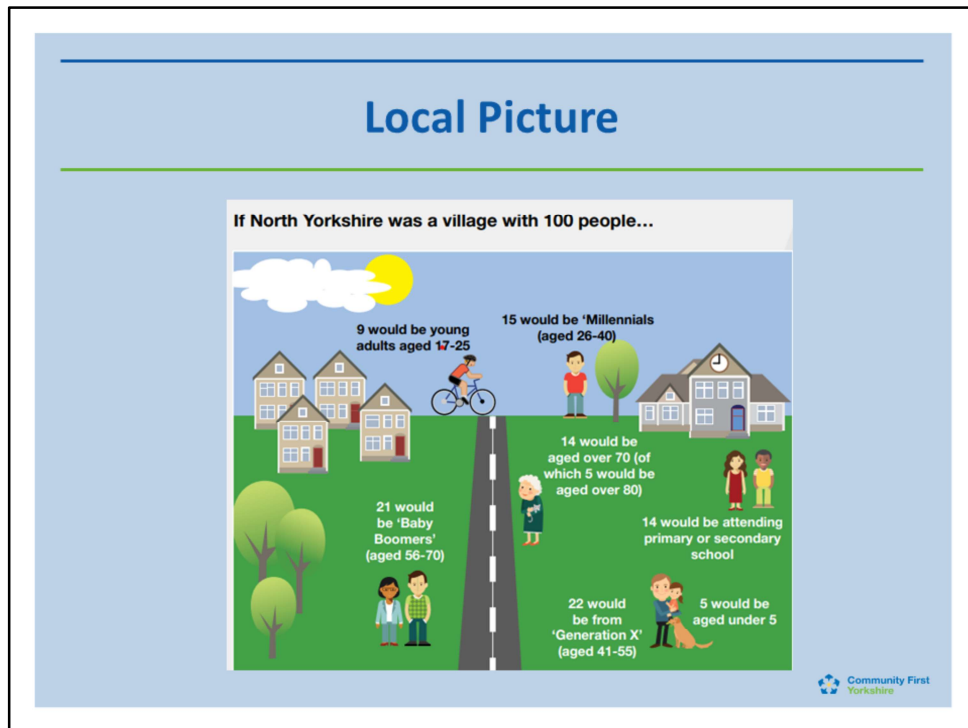 Local Picture
If North Yorkshire was a village with 100 people…
9 would be young
adults aged 17-25
15 would be ‘Millennials
(aged 26-40)
14 would be
aged over 70 (of
which 5 would be
aged over 80)
21 would
be ‘Baby
Boomers’
(aged 56-70)
14 would be attending
primary or secondary
school
22 would
be from
‘Generation X’
(aged 41-55)
5 would be
aged under 5
Community First
Yorkshire